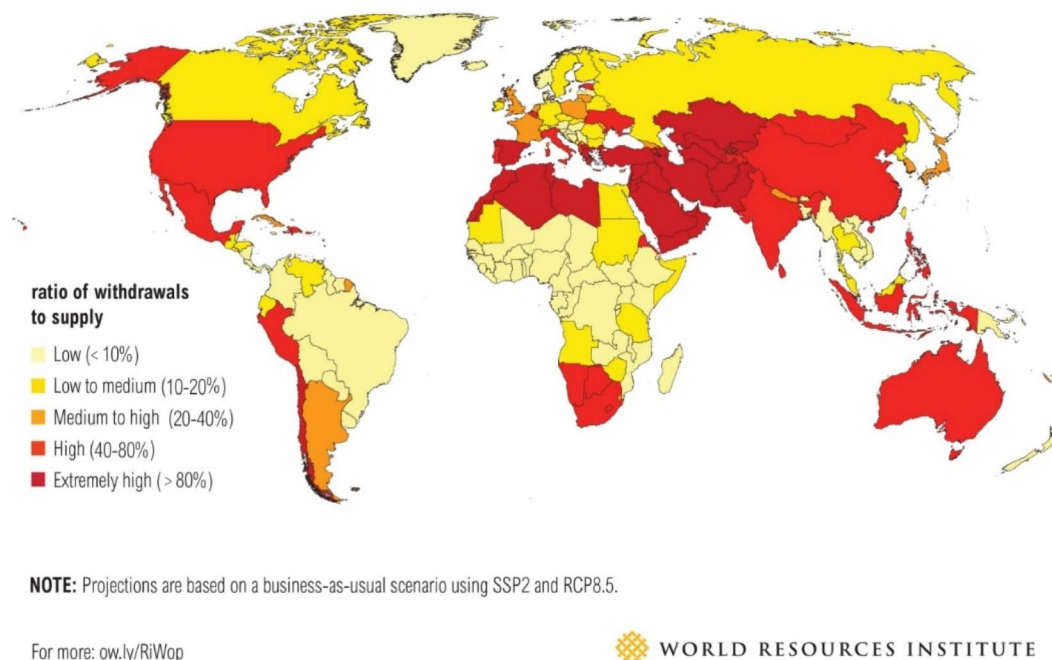 ratio of withdrawals
to supply
Low (< 10%)
Low to medium (10-20%)
Medium to high (20-40%)
High (40-80%)
Extremely high (> 80%)
NOTE: Projections are based on a business-as-usual scenario using SSP2 and RCP8.5.
For more: ow.ly/RiWop
WORLD RESOURCES INSTITUTE